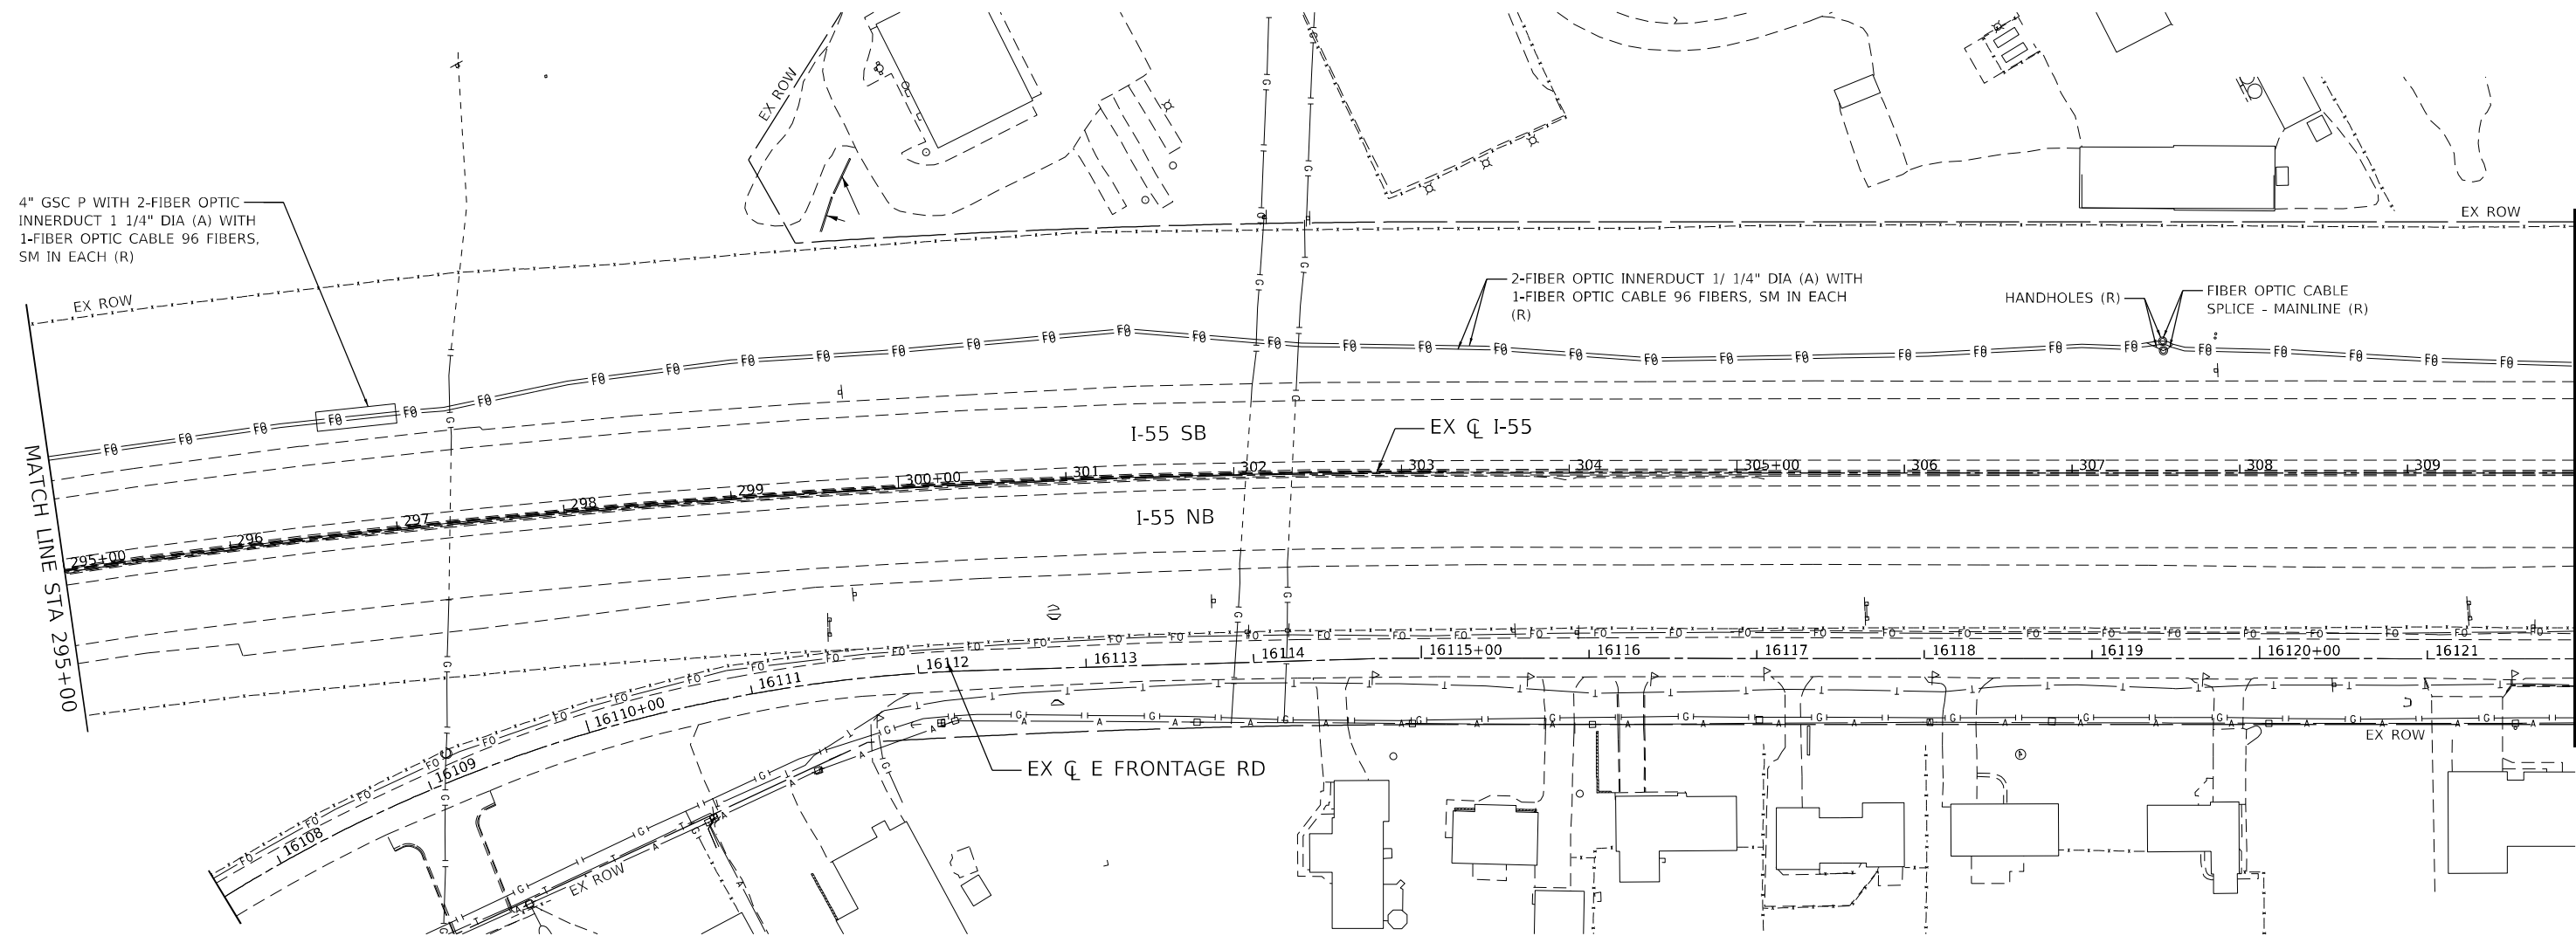 EX ROW
4" GSC P WITH 2-FIBER OPTIC
INNERDUCT 1 1/4" DIA (A) WITH
1-FIBER OPTIC CABLE 96 FIBERS,
SM IN EACH (R)
EX ROW
EX ROW
2-FIBER OPTIC INNERDUCT 1/ 1/4" DIA (A) WITH
1-FIBER OPTIC CABLE 96 FIBERS, SM IN EACH
(R)
HANDHOLES (R)
FIBER OPTIC CABLE
SPLICE - MAINLINE (R)
MATCH LINE STA 295+00
I-55 SB
EX ℄ I-55
295+00 296 297 298 299 300+00 301 302 303 304 305+00 306 307 308 309
I-55 NB
16108 16109 16110+00 16111 16112 16113 16114 16115+00 16116 16117 16118 16119 16120+00 16121
EX ROW
EX ℄ E FRONTAGE RD
EX ROW